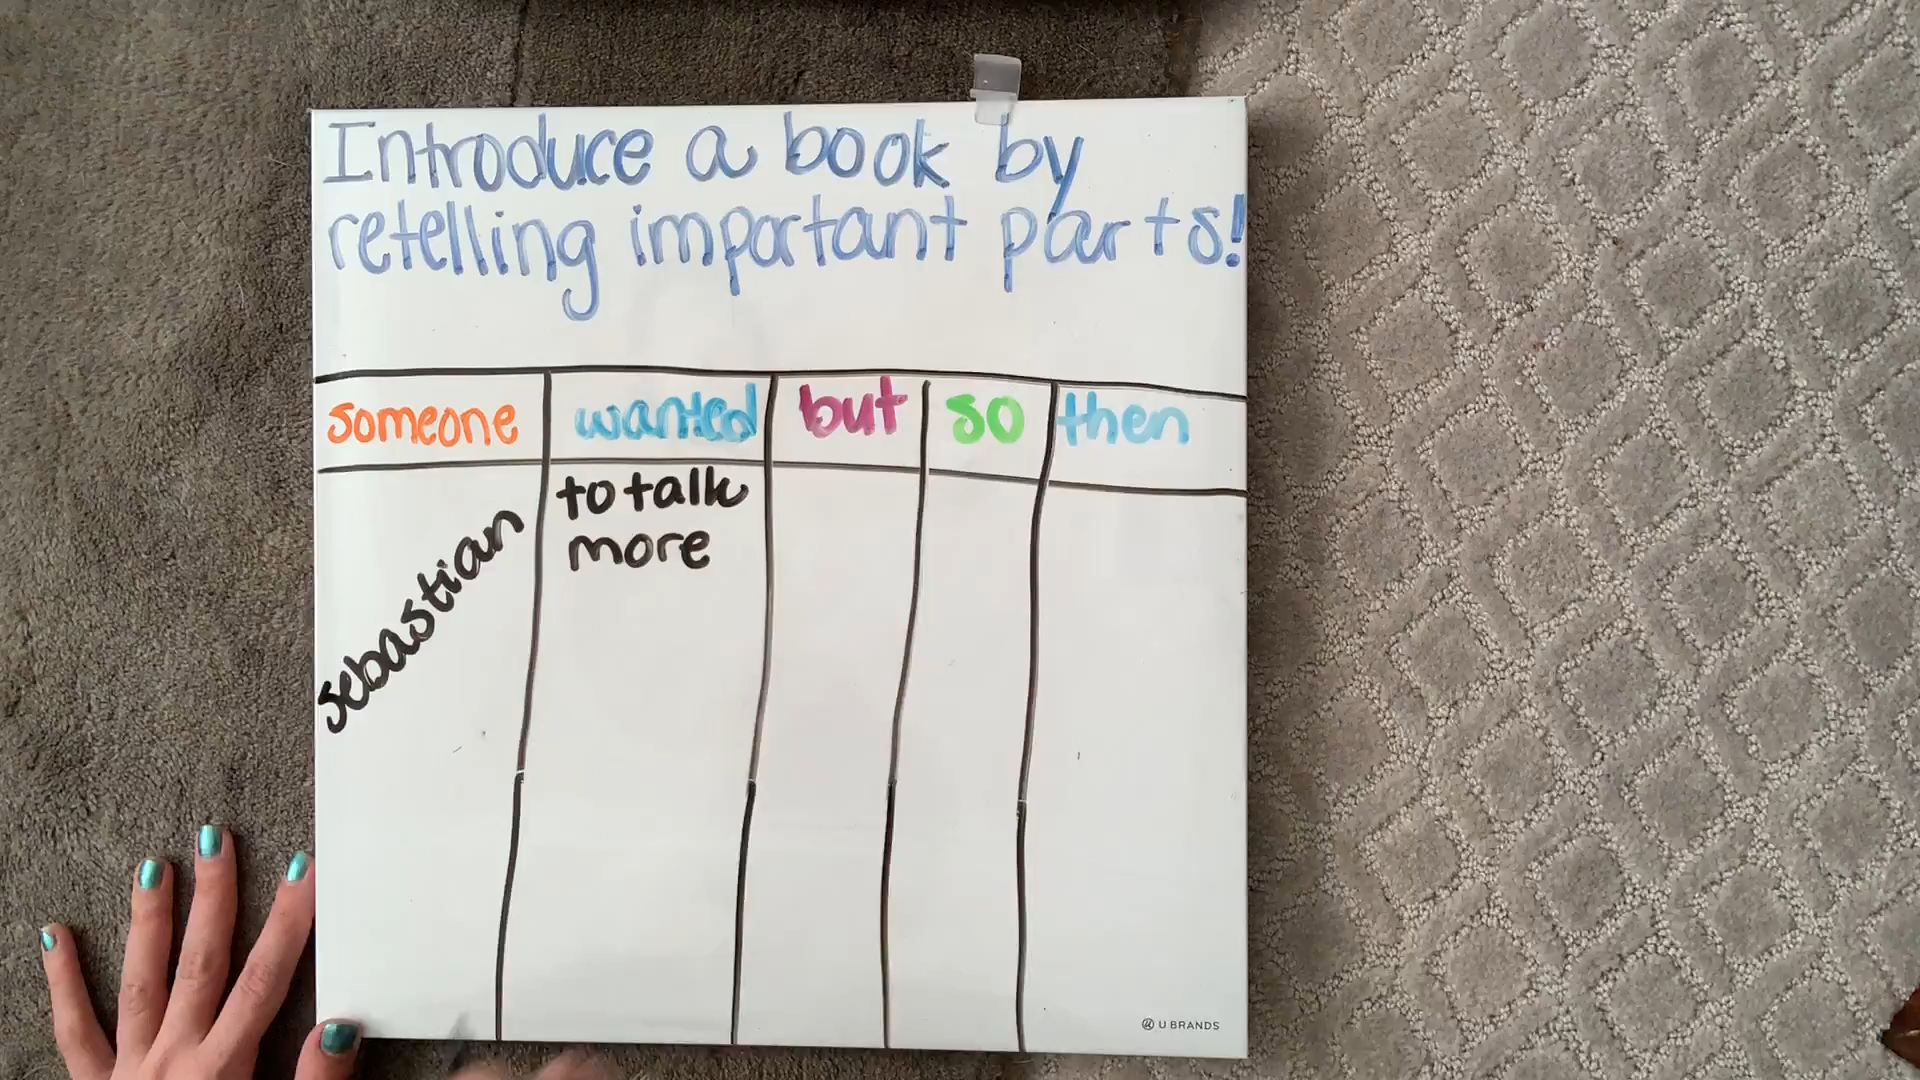 Introduce a book by
retelling important parts!
someone wanted but so then
to talk
more
sebastian
U BRANDS